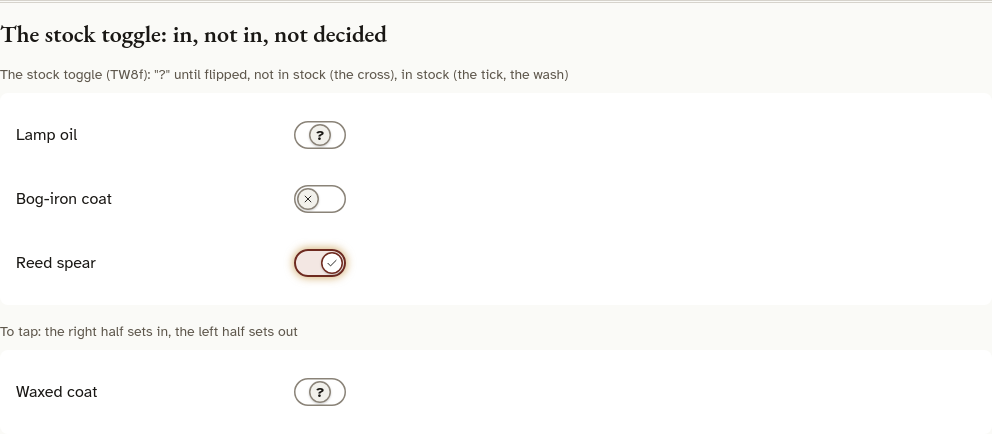 The stock toggle: in, not in, not decided
The stock toggle (TW8f): "?" until flipped, not in stock (the cross), in stock (the tick, the wash)
Lamp oil
?
Bog-iron coat
Reed spear
To tap: the right half sets in, the left half sets out
Waxed coat
?